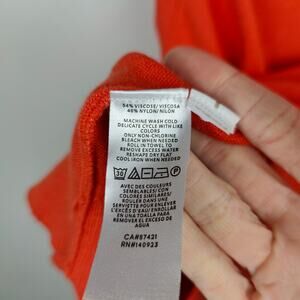 54% VISCOSE/VISCOSA
46% NYLON/NILÓN
MACHINE WASH COLD
DELICATE CYCLE WITH LIKE
COLORS
ONLY NON-CHLORINE
BLEACH WHEN NEEDED
ROLL IN TOWEL TO
REMOVE EXCESS WATER
RESHAPE DRY FLAT
COOL IRON WHEN NEEDED
30
P
AVEC DES COULEURS
SEMBLABLES/ CON
COLORES SIMILARES/
ROULER DANS UNE
SERVIETTE POUR ENLEVER
L'EXCÈS D'EAU/ ENROLLAR
EN UNA TOALLA PARA
REMOVER EL EXCESO DE
AGUA
CA#87421
RN#140923